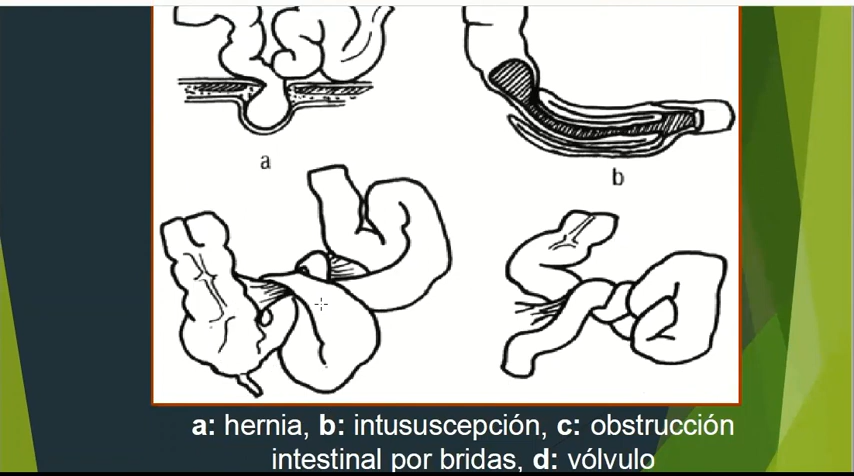 a
b
a: hernia, b: intususcepción, c: obstrucción
intestinal por bridas, d: vólvulo